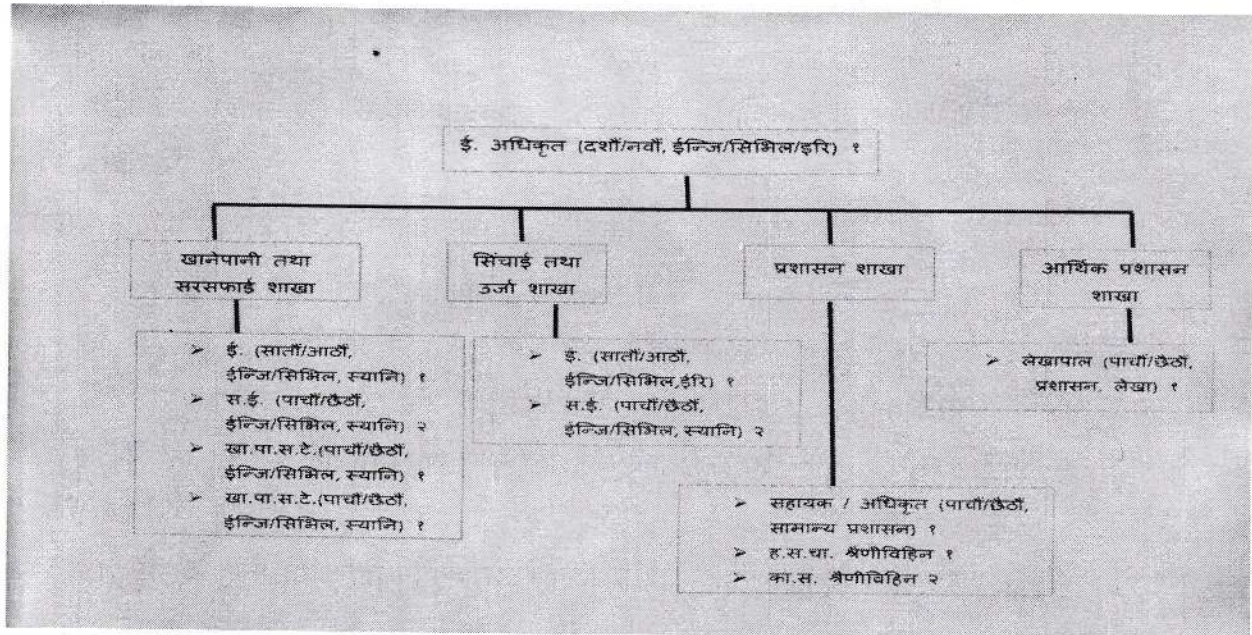 ई. अधिकृत (दशौं/नवौं, ईन्जि/सिभिल/इरि) १
खानेपानी तथा
सरसफाई शाखा
सिंचाई तथा
उर्जा शाखा
प्रशासन शाखा
आर्थिक प्रशासन
शाखा
➢ ई. (सातौं/आठौं,
ईन्जि/सिभिल, स्यानि) १
➢ स.ई. (पाचौं/छैठौं,
ईन्जि/सिभिल, स्यानि) २
➢ खा.पा.स.टे.(पाचौं/छैठौं,
ईन्जि/सिभिल, स्यानि) १
➢ खा.पा.स.टे.(पाचौं/छैठौं,
ईन्जि/सिभिल, स्यानि) १
➢ ई. (सातौं/आठौं,
ईन्जि/सिभिल,ईरि) १
➢ स.ई. (पाचौं/छैठौं,
ईन्जि/सिभिल, स्यानि) २
➢ सहायक / अधिकृत (पाचौं/छैठौं,
सामान्य प्रशासन) १
➢ ह.स.चा. श्रैणीविहिन १
➢ का.स. श्रैणीविहिन २
➢ लेखापाल (पाचौं/छैठौं,
प्रशासन, लेखा) १